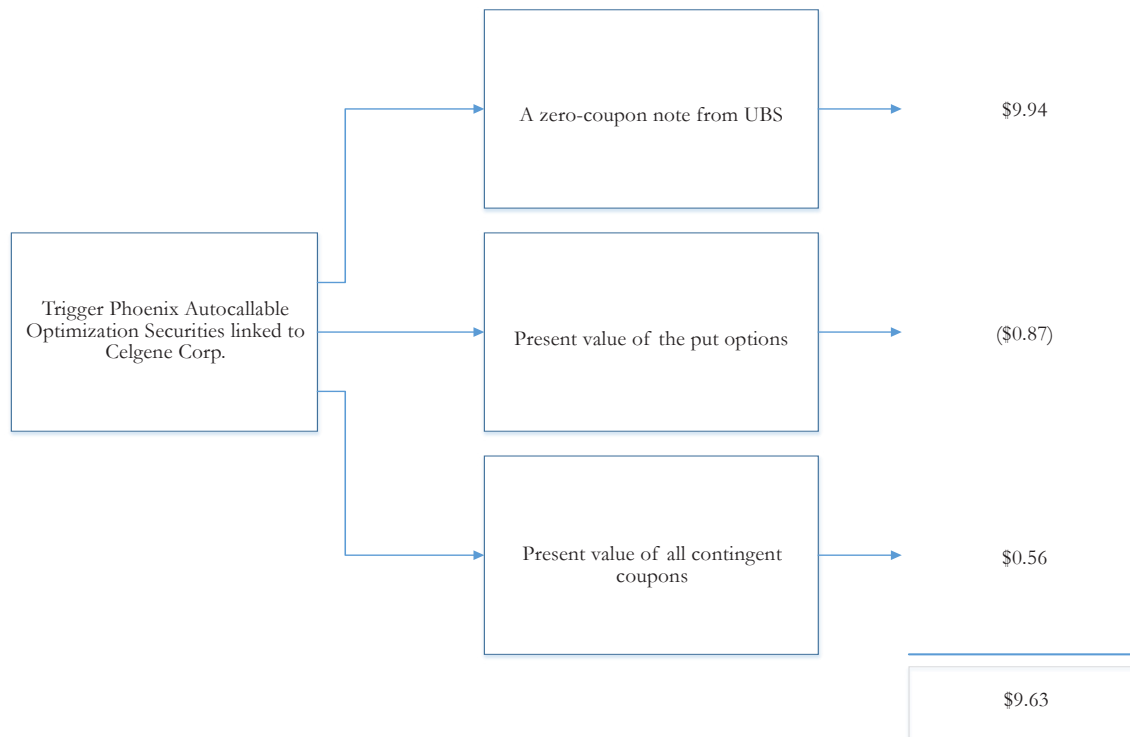 A zero-coupon note from UBS
$9.94
Trigger Phoenix Autocallable
Optimization Securities linked to
Celgene Corp.
Present value of the put options
($0.87)
Present value of all contingent
coupons
$0.56
$9.63